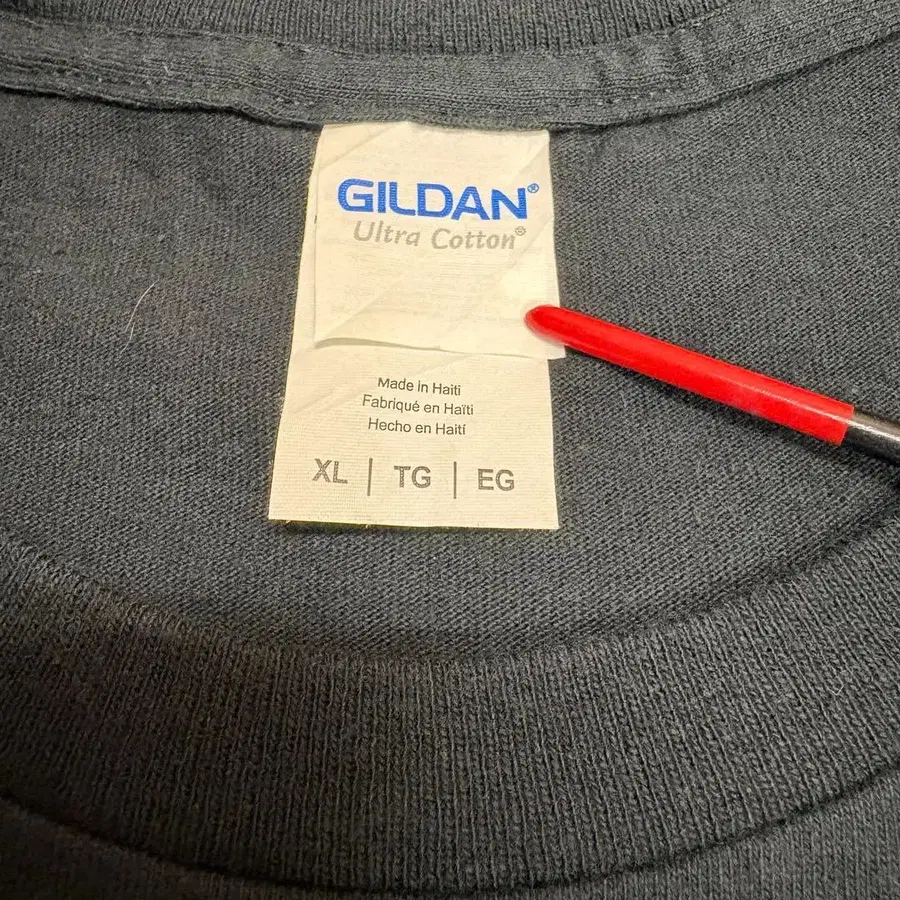 GILDAN®
Ultra Cotton®
Made in Haiti
Fabriqué en Haïti
Hecho en Haití
XL | TG | EG